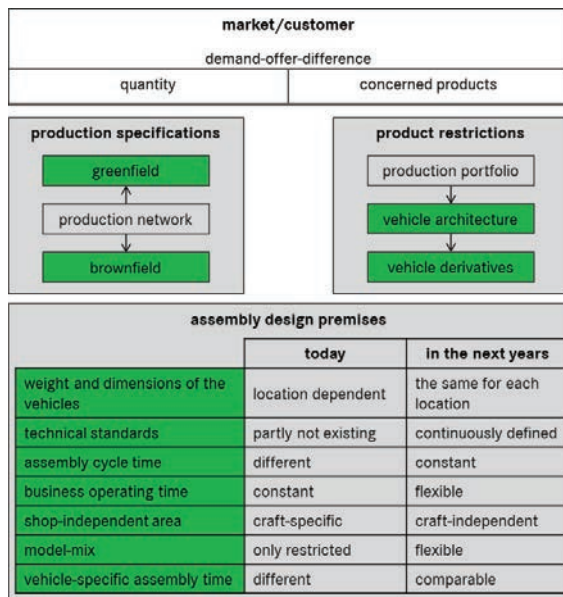 market/customer
demand-offer-difference
quantity
concerned products
production specifications
greenfield
production network
brownfield
product restrictions
production portfolio
vehicle architecture
vehicle derivatives
assembly design premises
today
in the next years
weight and dimensions of the
vehicles
location dependent
the same for each
location
technical standards
partly not existing
continuously defined
assembly cycle time
different
constant
business operating time
constant
flexible
shop-independent area
craft-specific
craft-independent
model-mix
only restricted
flexible
vehicle-specific assembly time
different
comparable